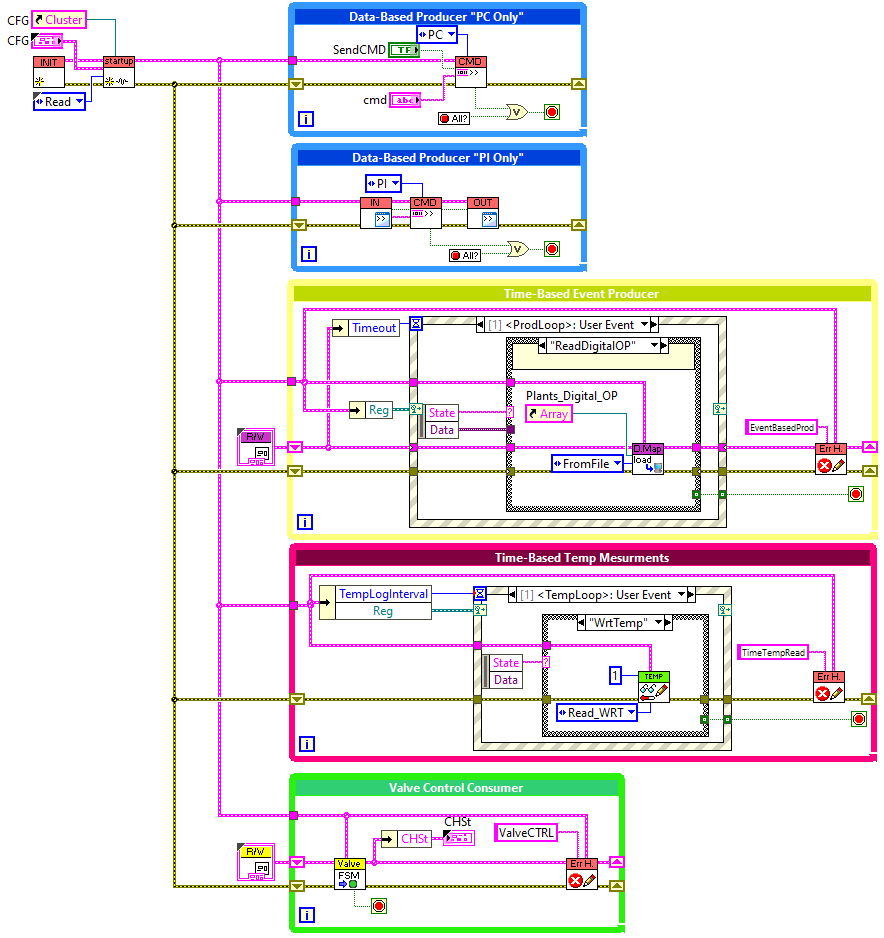 CFG Cluster
CFG
INIT
startup
Read
Data-Based Producer "PC Only"
PC
SendCMD TF
CMD
cmd abc
All?
V
i
Data-Based Producer "PI Only"
PI
IN
CMD
OUT
All?
V
i
Time-Based Event Producer
Timeout
[1] <ProdLoop>: User Event
"ReadDigitalOP"
Plants_Digital_OP
Array
Reg
State
Data
R/W
FromFile
D.Map
load
EventBasedProd
Err H.
i
Time-Based Temp Mesurments
TempLogInterval
Reg
[1] <TempLoop>: User Event
"WrtTemp"
State
Data
1
TEMP
Read_WRT
TimeTempRead
Err H.
i
Valve Control Consumer
CHSt
CHSt
ValveCTRL
R/W
Valve
FSM
Err H.
i